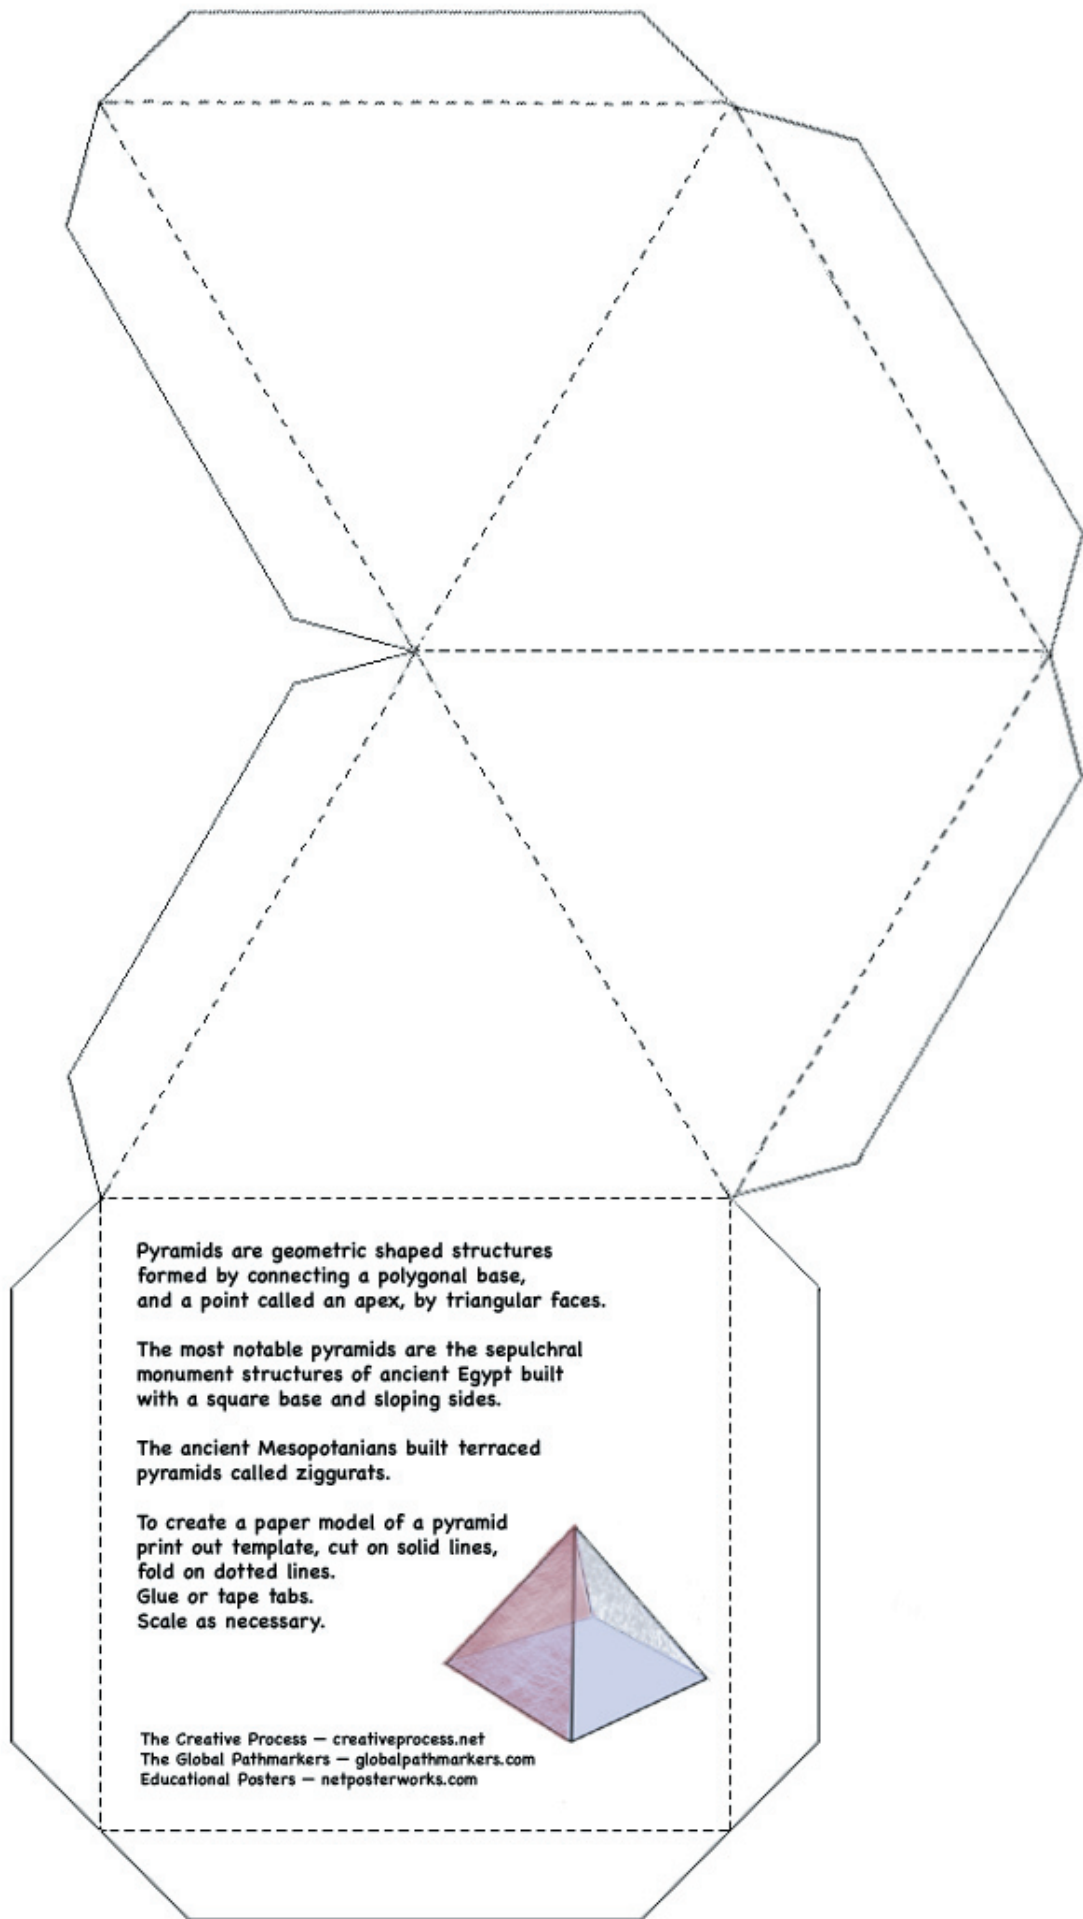 Pyramids are geometric shaped structures
formed by connecting a polygonal base,
and a point called an apex, by triangular faces.
The most notable pyramids are the sepulchral
monument structures of ancient Egypt built
with a square base and sloping sides.
The ancient Mesopotanians built terraced
pyramids called ziggurats.
To create a paper model of a pyramid
print out template, cut on solid lines,
fold on dotted lines.
Glue or tape tabs.
Scale as necessary.
The Creative Process — creativeprocess.net
The Global Pathmarkers — globalpathmarkers.com
Educational Posters — netposterworks.com